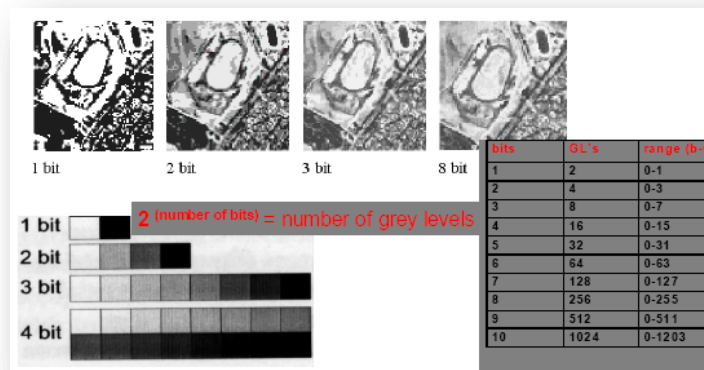 1 bit 2 bit 3 bit 8 bit
bits GL's range (b-
1 2 0-1
2 4 0-3
3 8 0-7
4 16 0-15
5 32 0-31
6 64 0-63
7 128 0-127
8 256 0-255
9 512 0-511
10 1024 0-1203
2 (number of bits) = number of grey levels
1 bit
2 bit
3 bit
4 bit